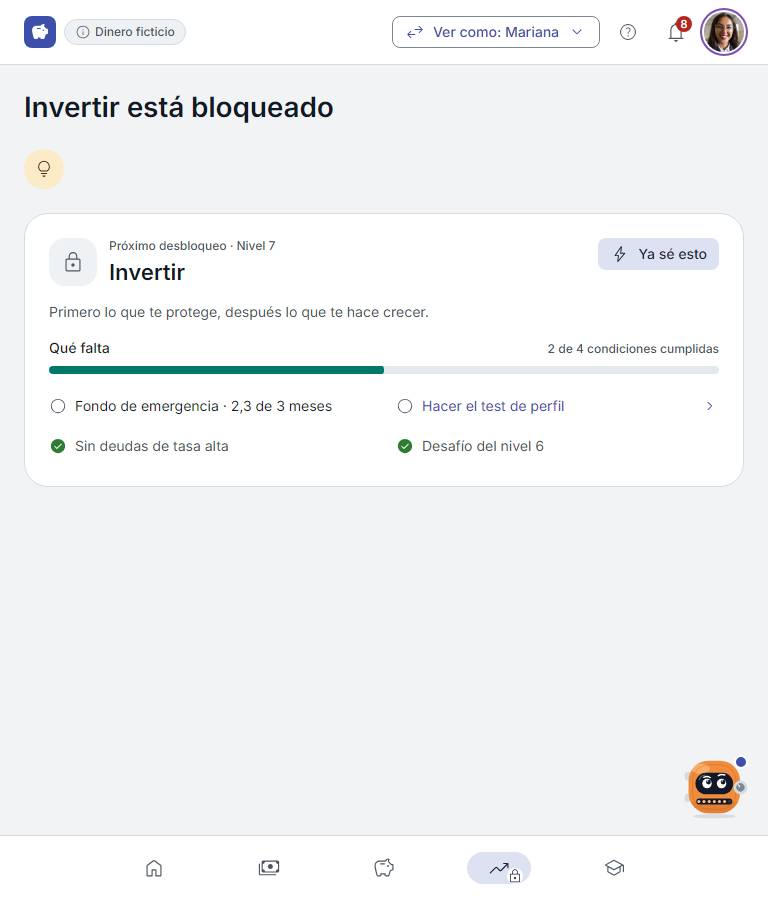 Dinero ficticio
Ver como: Mariana
8
Invertir está bloqueado
Próximo desbloqueo · Nivel 7
Invertir
Ya sé esto
Primero lo que te protege, después lo que te hace crecer.
Qué falta
2 de 4 condiciones cumplidas
Fondo de emergencia · 2,3 de 3 meses
Hacer el test de perfil
Sin deudas de tasa alta
Desafío del nivel 6